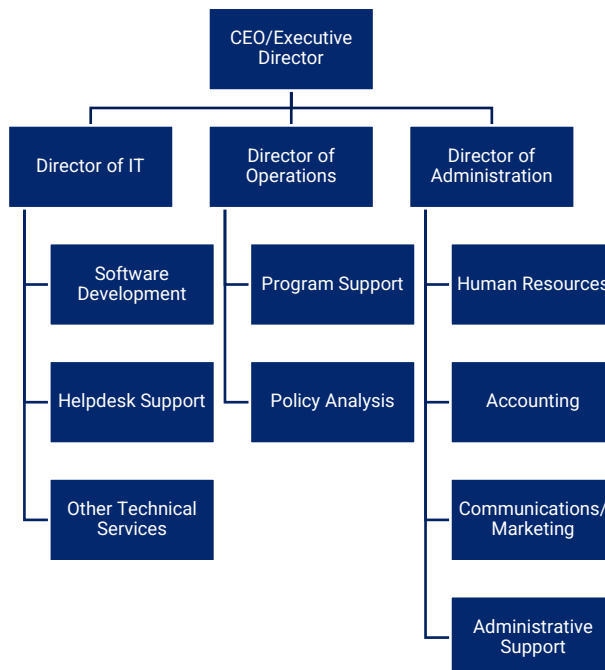 CEO/Executive
Director
Director of IT
Director of
Operations
Director of
Administration
Software
Development
Program Support
Human Resources
Helpdesk Support
Policy Analysis
Accounting
Other Technical
Services
Communications/
Marketing
Administrative
Support